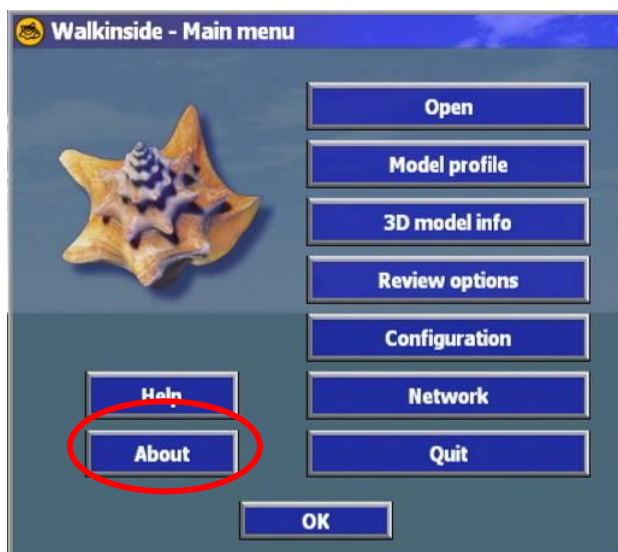 Walkinside - Main menu
Open
Model profile
3D model info
Review options
Configuration
Help
Network
About
Quit
OK